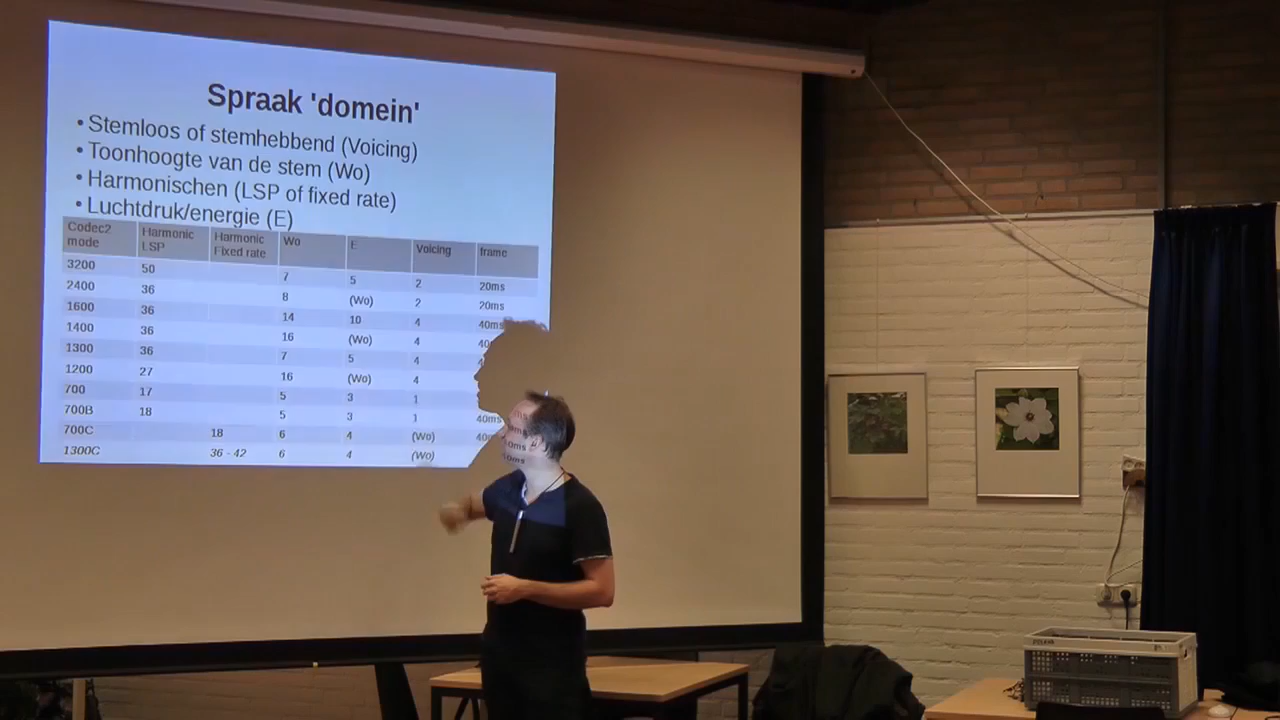 Spraak 'domein'
• Stemloos of stemhebbend (Voicing)
• Toonhoogte van de stem (Wo)
• Harmonischen (LSP of fixed rate)
• Luchtdruk/energie (E)
Codec2 mode Harmonic LSP Harmonic Fixed rate Wo E Voicing frame
3200 50 7 5 2 20ms
2400 36 8 (Wo) 2 20ms
1600 36 14 10 4 40ms
1400 36 16 (Wo) 4
1300 36 7 5 4
1200 27 16 (Wo) 4
700 17 5 3 1
700B 18 5 3 1 40ms
700C 18 6 4 (Wo)
1300C 36 - 42 6 4 (Wo)